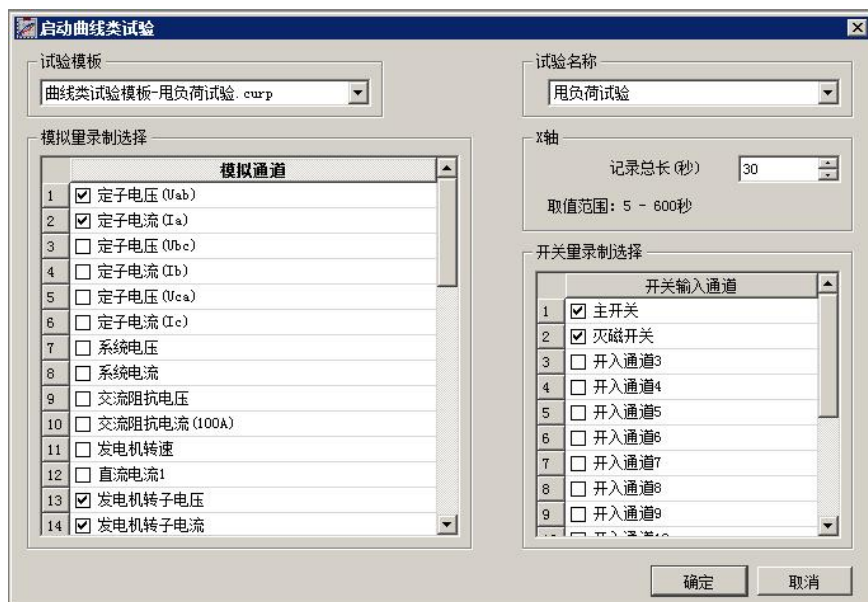 启动曲线类试验
试验模板
曲线类试验模板-甩负荷试验.curp
试验名称
甩负荷试验
模拟量录制选择
模拟通道
1 定子电压(Uab)
2 定子电流(Ia)
3 定子电压(Ubc)
4 定子电流(Ib)
5 定子电压(Uca)
6 定子电流(Ic)
7 系统电压
8 系统电流
9 交流阻抗电压
10 交流阻抗电流(100A)
11 发电机转速
12 直流电流1
13 发电机转子电压
14 发电机转子电流
X轴
记录总长(秒) 30
取值范围: 5 - 600秒
开关量录制选择
开关输入通道
1 主开关
2 灭磁开关
3 开入通道3
4 开入通道4
5 开入通道5
6 开入通道6
7 开入通道7
8 开入通道8
9 开入通道9
确定
取消